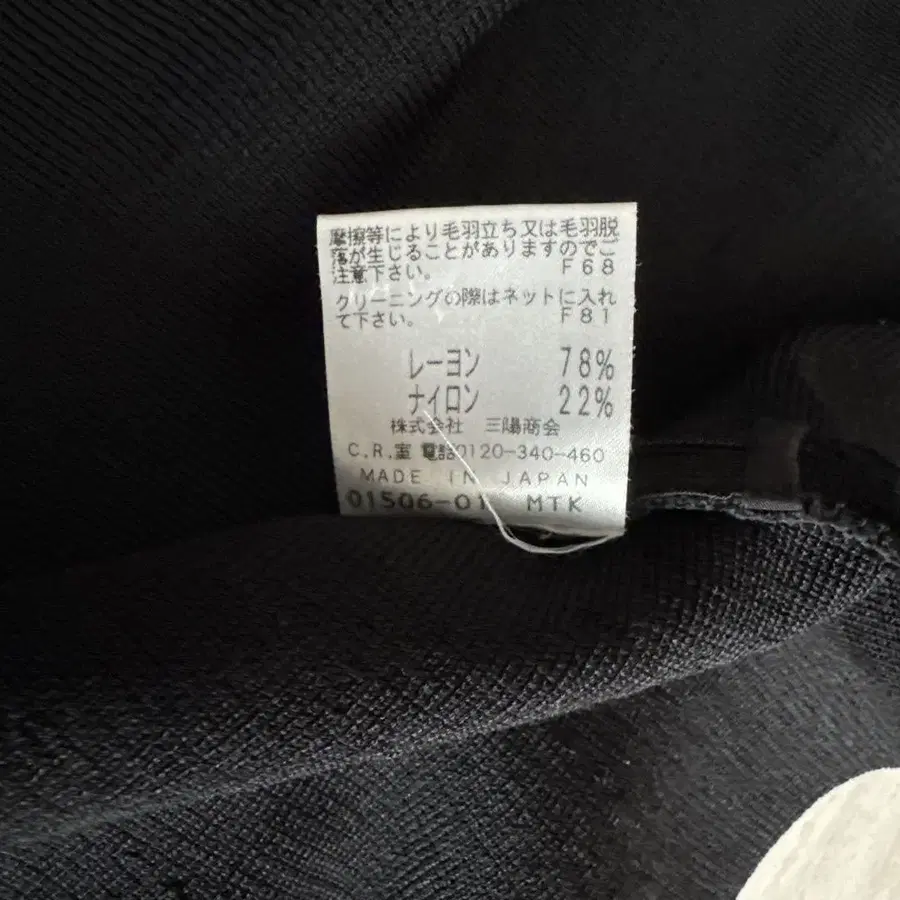 摩擦等により毛羽立ち又は毛羽脱
落が生じることがありますのでご
注意下さい。 F68
クリーニングの際はネットに入れ
て下さい。 F81
レーヨン 78%
ナイロン 22%
株式会社 三陽商会
C.R.室 電話0120-340-460
MADE IN JAPAN
01506-01 MTK